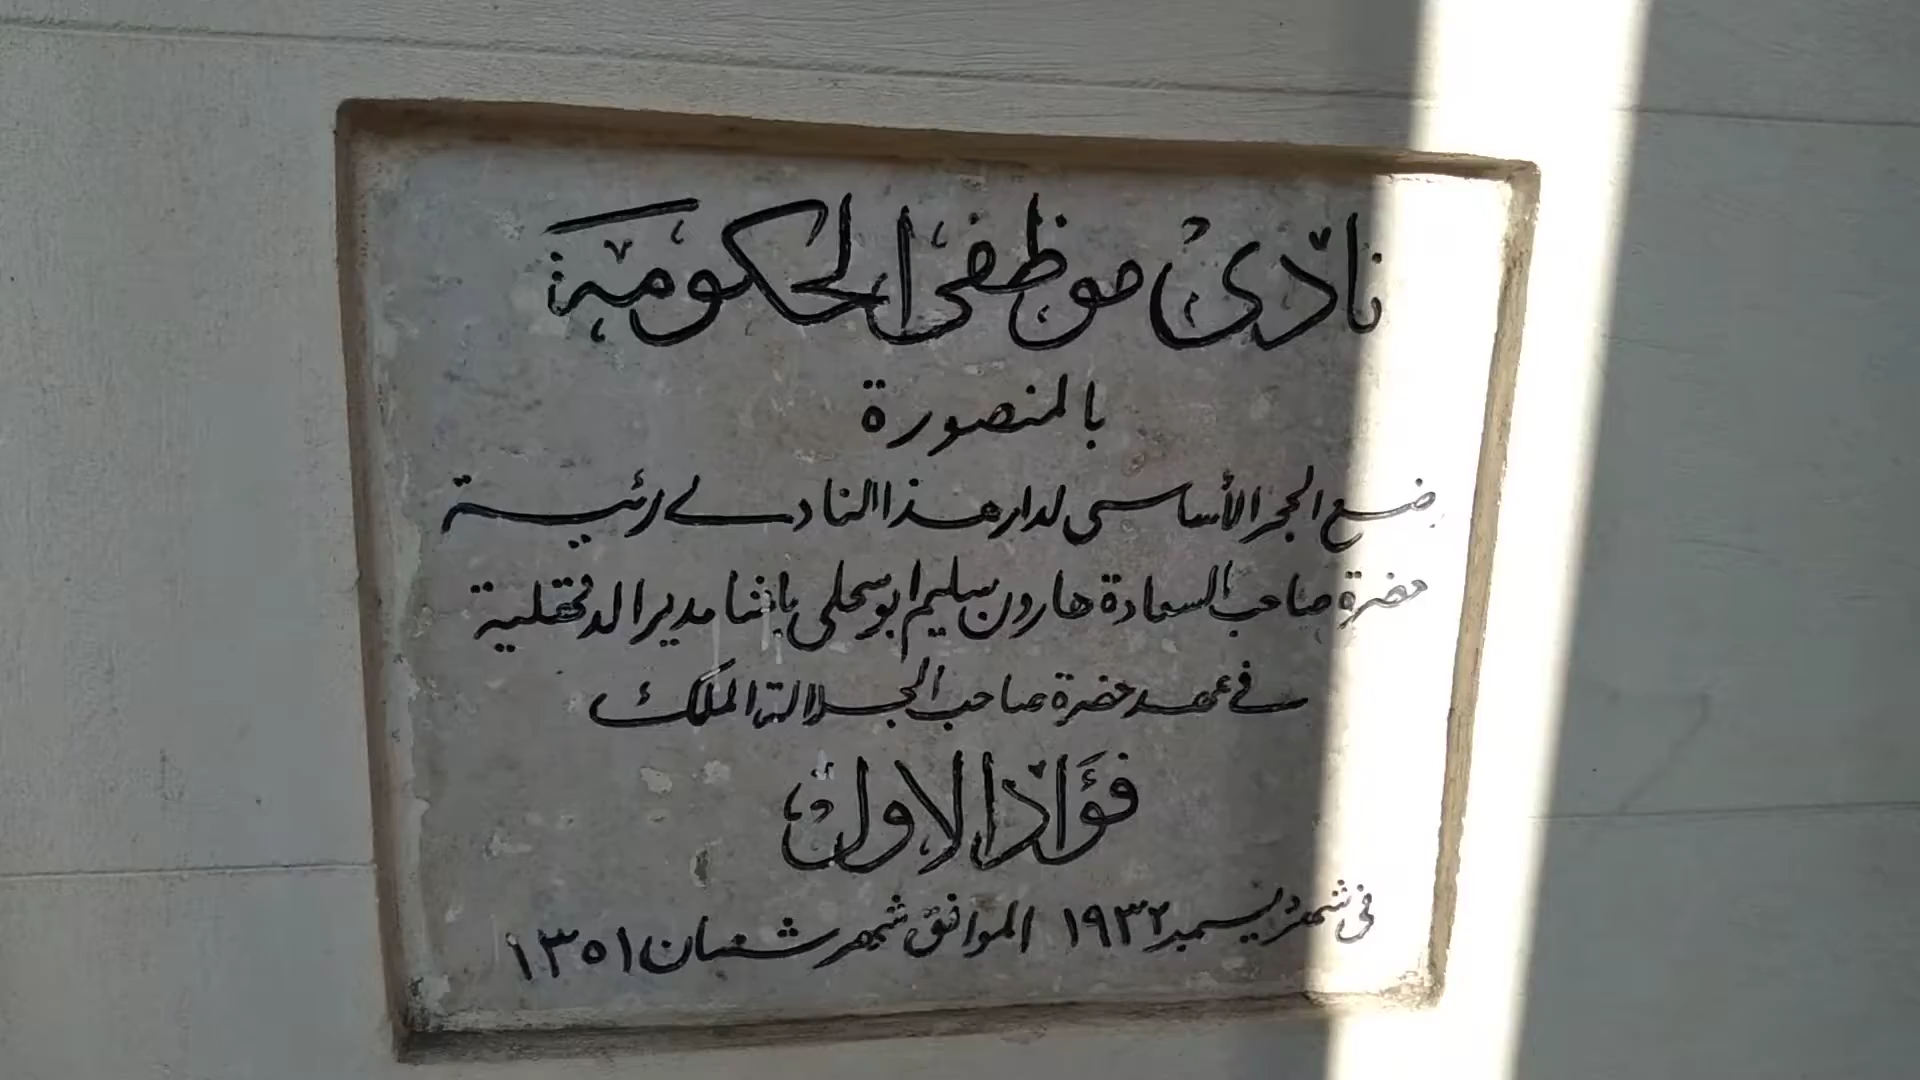 نادى موظفى الحكومة
بالمنصورة
وضع الحجر الأساسى لدار هذا النادى رئيسة
حضرة صاحب السعادة هارون سليم ابو سحلى باشا مدير الدقهلية
فى عهد حضرة صاحب الجلالة الملك
فؤاد الاول
فى شهر ديسمبر ١٩٣٢ الموافق شهر شعبان ١٣٥١